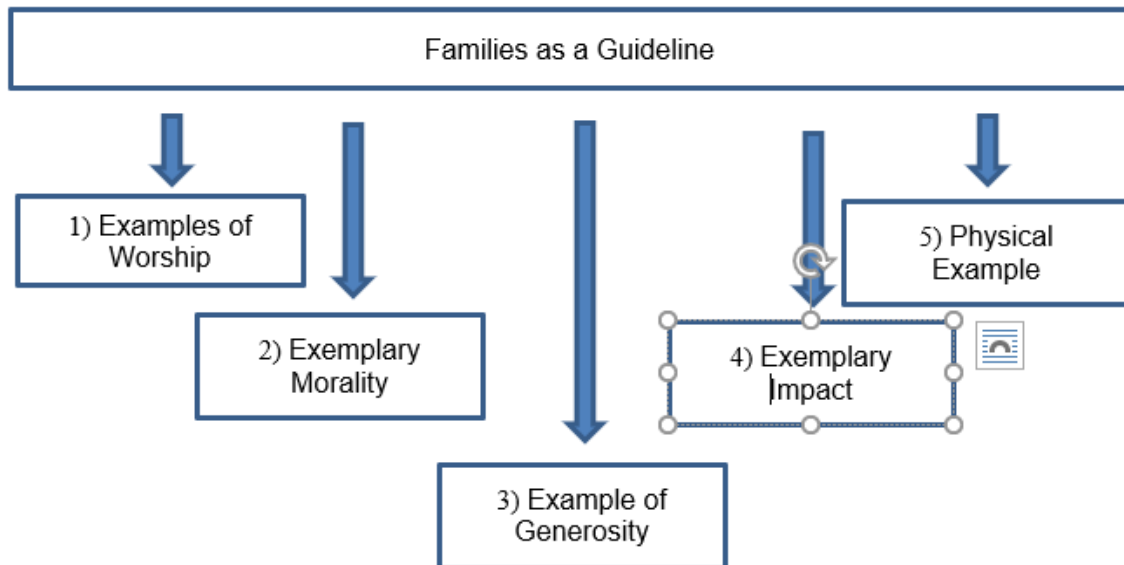 Families as a Guideline
1) Examples of
Worship
2) Exemplary
Morality
3) Example of
Generosity
4) Exemplary
Impact
5) Physical
Example